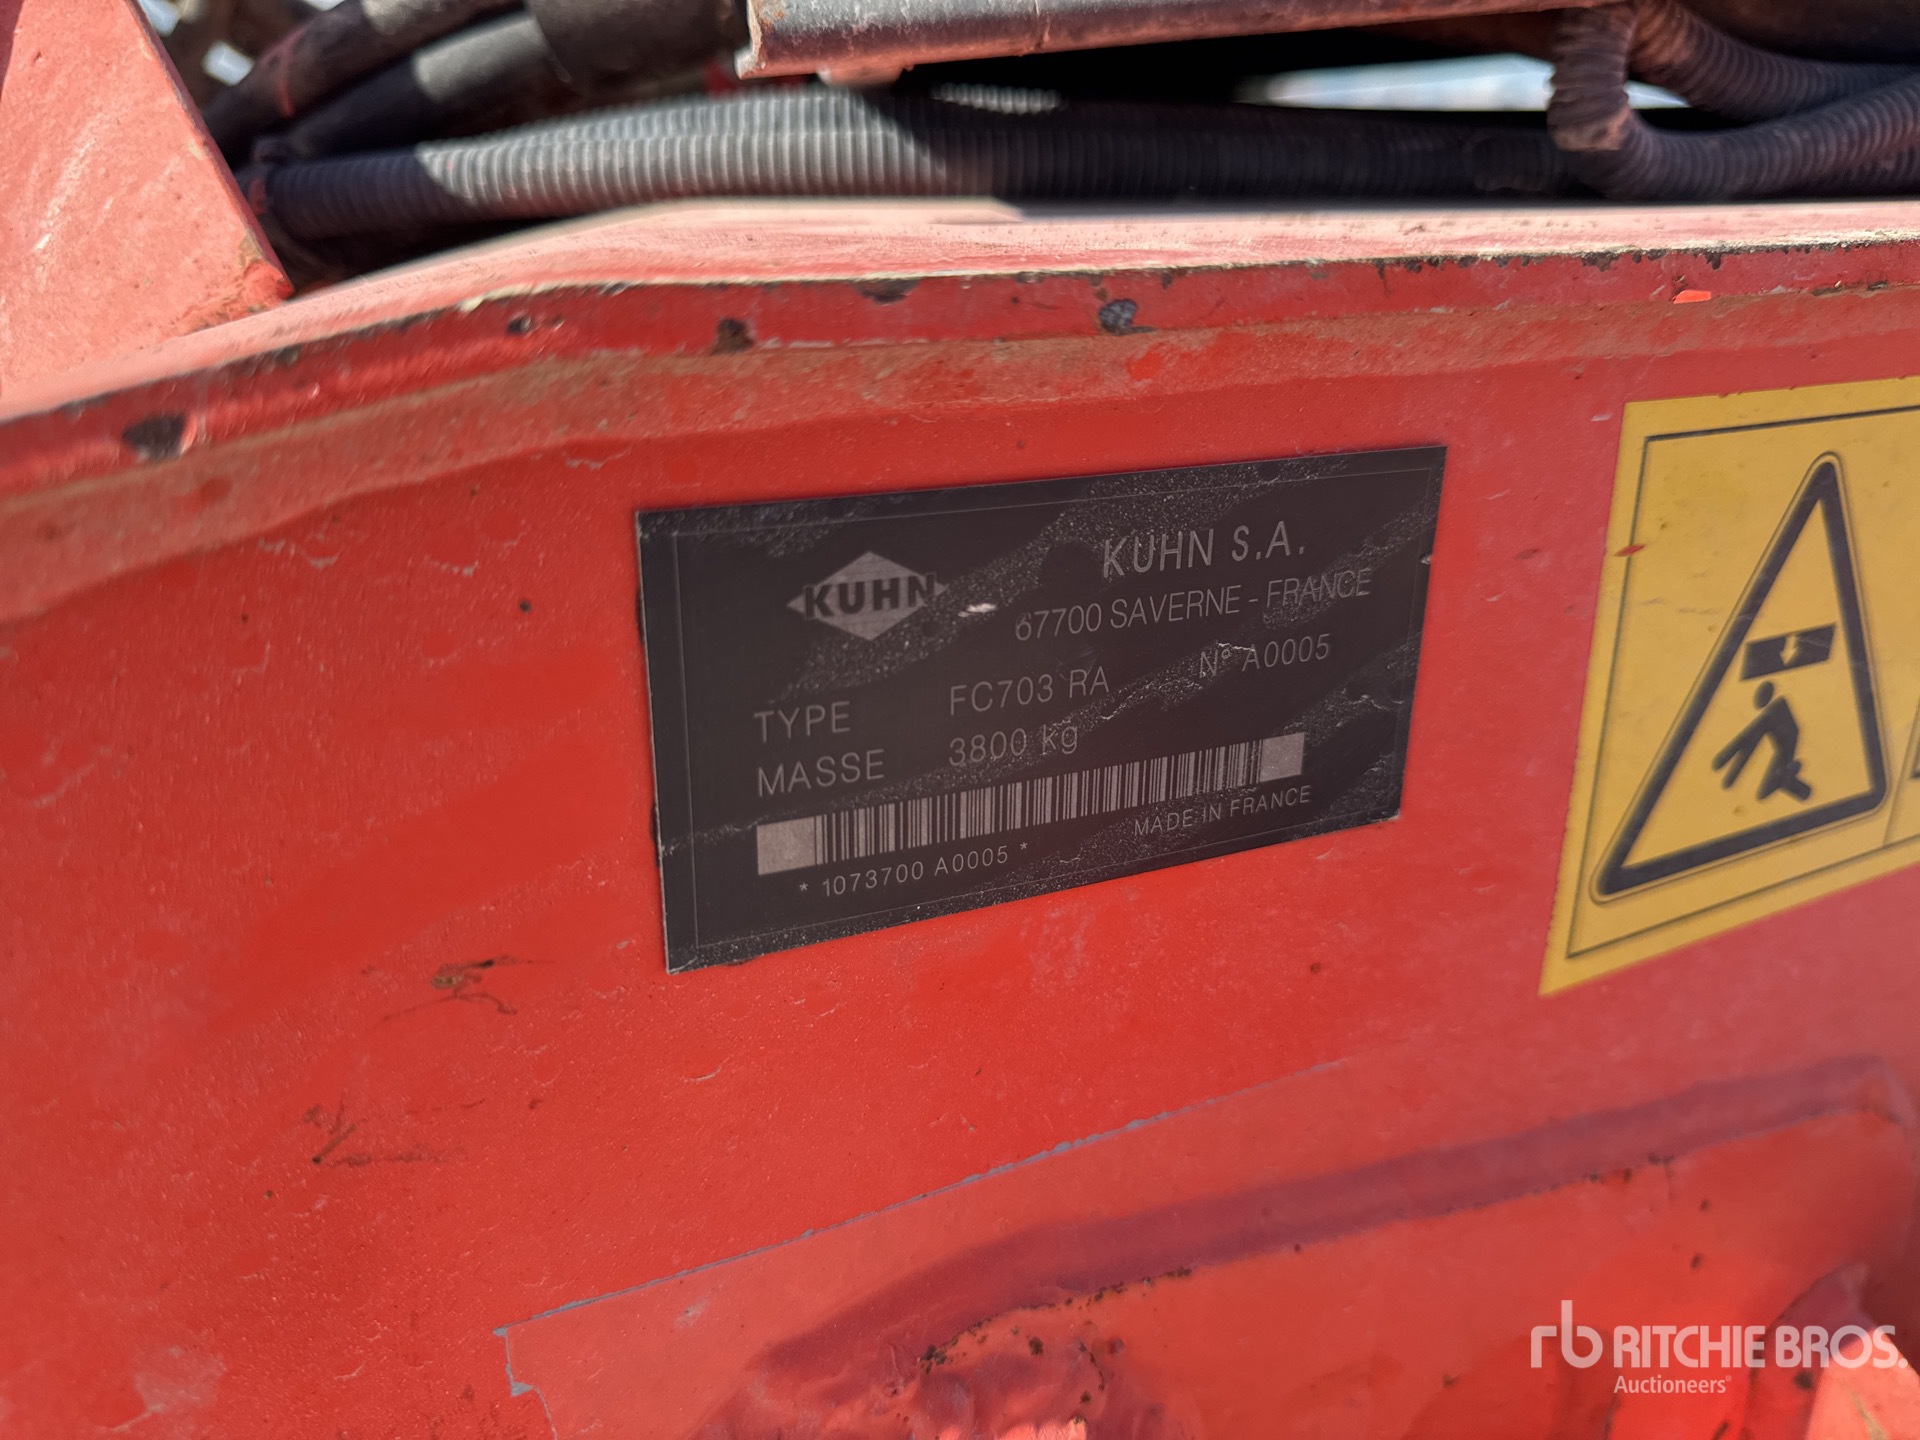 KUHN
KUHN S.A.
67700 SAVERNE - FRANCE
TYPE FC703 RA N° A0005
MASSE 3800 kg
MADE IN FRANCE
* 1073700 A0005 *
rb RITCHIE BROS.
Auctioneers